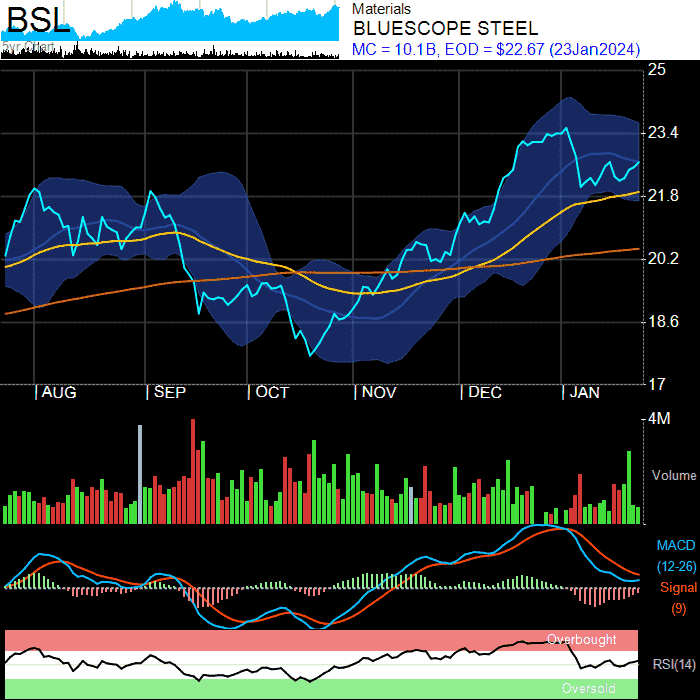 BSL
5yr Chart
Materials
BLUESCOPE STEEL
MC = 10.1B, EOD = $22.67 (23Jan2024)
25
23.4
21.8
20.2
18.6
17
| AUG | SEP | OCT | NOV | DEC | JAN
4M
Volume
MACD
(12-26)
Signal
(9)
Overbought
RSI(14)
Oversold